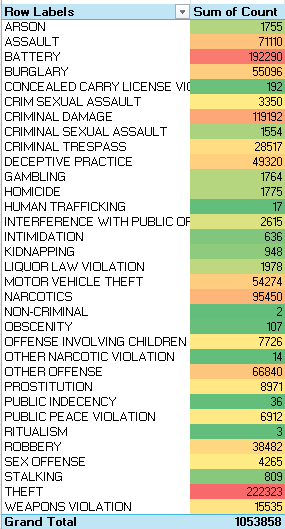 Row Labels Sum of Count
ARSON 1755
ASSAULT 71110
BATTERY 192290
BURGLARY 55096
CONCEALED CARRY LICENSE VIO 192
CRIM SEXUAL ASSAULT 3350
CRIMINAL DAMAGE 119192
CRIMINAL SEXUAL ASSAULT 1554
CRIMINAL TRESPASS 28517
DECEPTIVE PRACTICE 49320
GAMBLING 1764
HOMICIDE 1775
HUMAN TRAFFICKING 17
INTERFERENCE WITH PUBLIC OF 2615
INTIMIDATION 636
KIDNAPPING 948
LIQUOR LAW VIOLATION 1978
MOTOR VEHICLE THEFT 54274
NARCOTICS 95450
NON-CRIMINAL 2
OBSCENITY 107
OFFENSE INVOLVING CHILDREN 7726
OTHER NARCOTIC VIOLATION 14
OTHER OFFENSE 66840
PROSTITUTION 8971
PUBLIC INDECENCY 36
PUBLIC PEACE VIOLATION 6912
RITUALISM 3
ROBBERY 38482
SEX OFFENSE 4265
STALKING 809
THEFT 222323
WEAPONS VIOLATION 15535
Grand Total 1053858